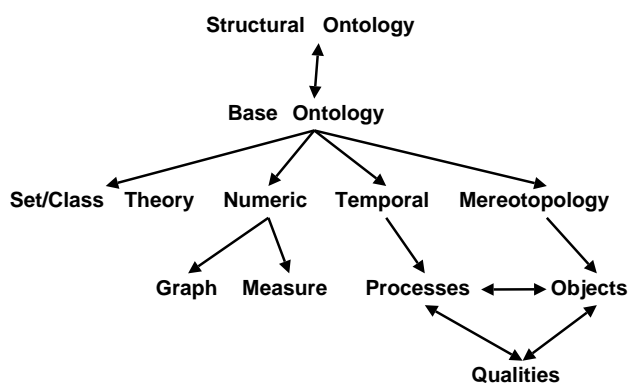 Structural Ontology
Base Ontology
Set/Class Theory Numeric Temporal Mereotopology
Graph Measure Processes Objects
Qualities